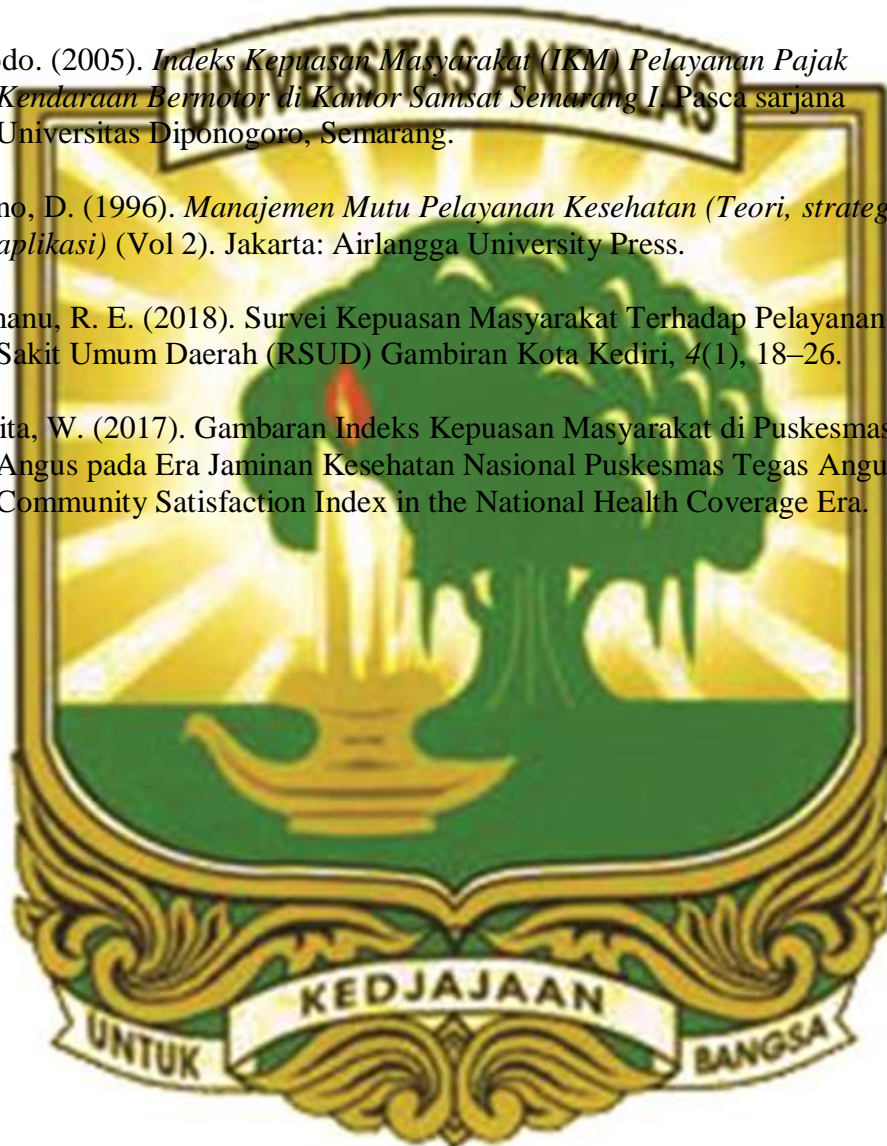 do. (2005). Indeks Kepuasan Masyarakat (IKM) Pelayanan Pajak
Kendaraan Bermotor di Kantor Samsat Semarang I. Pasca sarjana
Universitas Diponogoro, Semarang.
no, D. (1996). Manajemen Mutu Pelayanan Kesehatan (Teori, strateg
aplikasi) (Vol 2). Jakarta: Airlangga University Press.
nanu, R. E. (2018). Survei Kepuasan Masyarakat Terhadap Pelayanan
Sakit Umum Daerah (RSUD) Gambiran Kota Kediri, 4(1), 18–26.
ita, W. (2017). Gambaran Indeks Kepuasan Masyarakat di Puskesmas
Angus pada Era Jaminan Kesehatan Nasional Puskesmas Tegas Angu
Community Satisfaction Index in the National Health Coverage Era.
UNIVERSITAS ANDALAS
UNTUK KEDJAJAAN BANGSA